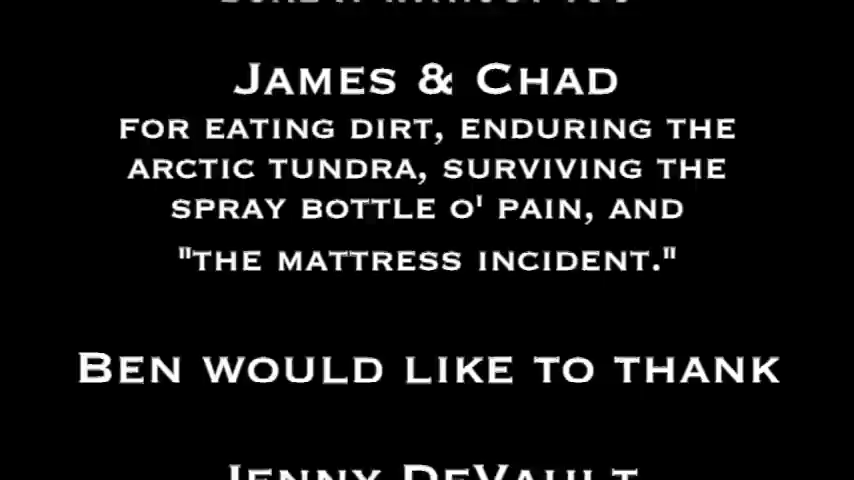 JAMES & CHAD
FOR EATING DIRT, ENDURING THE
ARCTIC TUNDRA, SURVIVING THE
SPRAY BOTTLE O' PAIN, AND
"THE MATTRESS INCIDENT."
BEN WOULD LIKE TO THANK
JENNY DEVAULT